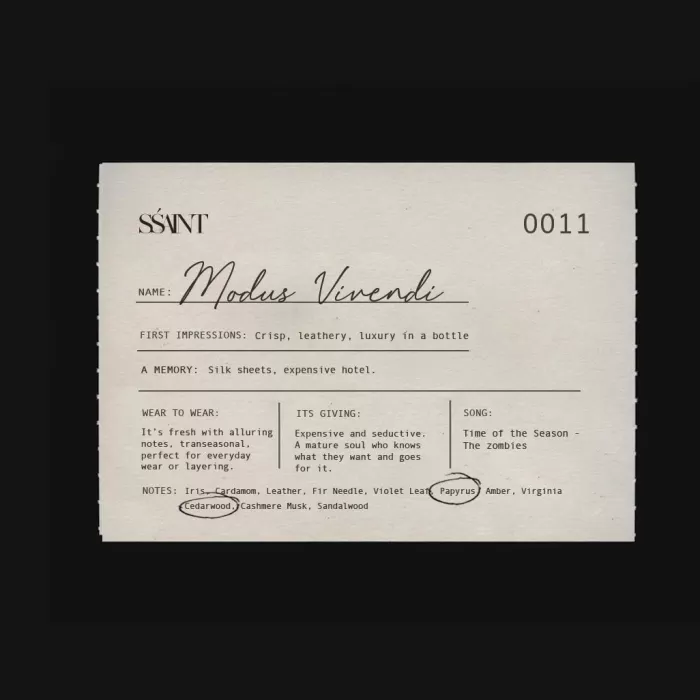 SŚAINT
0011
NAME: Modus Vivendi
FIRST IMPRESSIONS: Crisp, leathery, luxury in a bottle
A MEMORY: Silk sheets, expensive hotel.
WEAR TO WEAR:
It's fresh with alluring
notes, transeasonal,
perfect for everyday
wear or layering.
ITS GIVING:
Expensive and seductive.
A mature soul who knows
what they want and goes
for it.
SONG:
Time of the Season -
The zombies
NOTES: Iris, Cardamom, Leather, Fir Needle, Violet Leaf, Papyrus, Amber, Virginia
Cedarwood, Cashmere Musk, Sandalwood